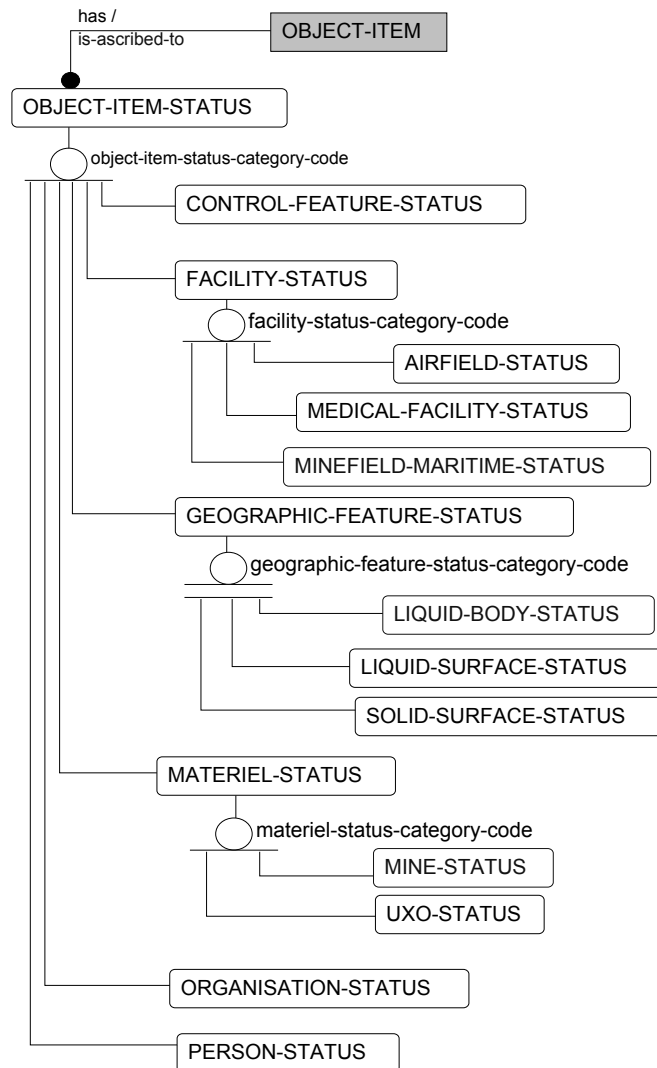 has /
is-ascribed-to
OBJECT-ITEM
OBJECT-ITEM-STATUS
object-item-status-category-code
CONTROL-FEATURE-STATUS
FACILITY-STATUS
facility-status-category-code
AIRFIELD-STATUS
MEDICAL-FACILITY-STATUS
MINEFIELD-MARITIME-STATUS
GEOGRAPHIC-FEATURE-STATUS
geographic-feature-status-category-code
LIQUID-BODY-STATUS
LIQUID-SURFACE-STATUS
SOLID-SURFACE-STATUS
MATERIEL-STATUS
materiel-status-category-code
MINE-STATUS
UXO-STATUS
ORGANISATION-STATUS
PERSON-STATUS